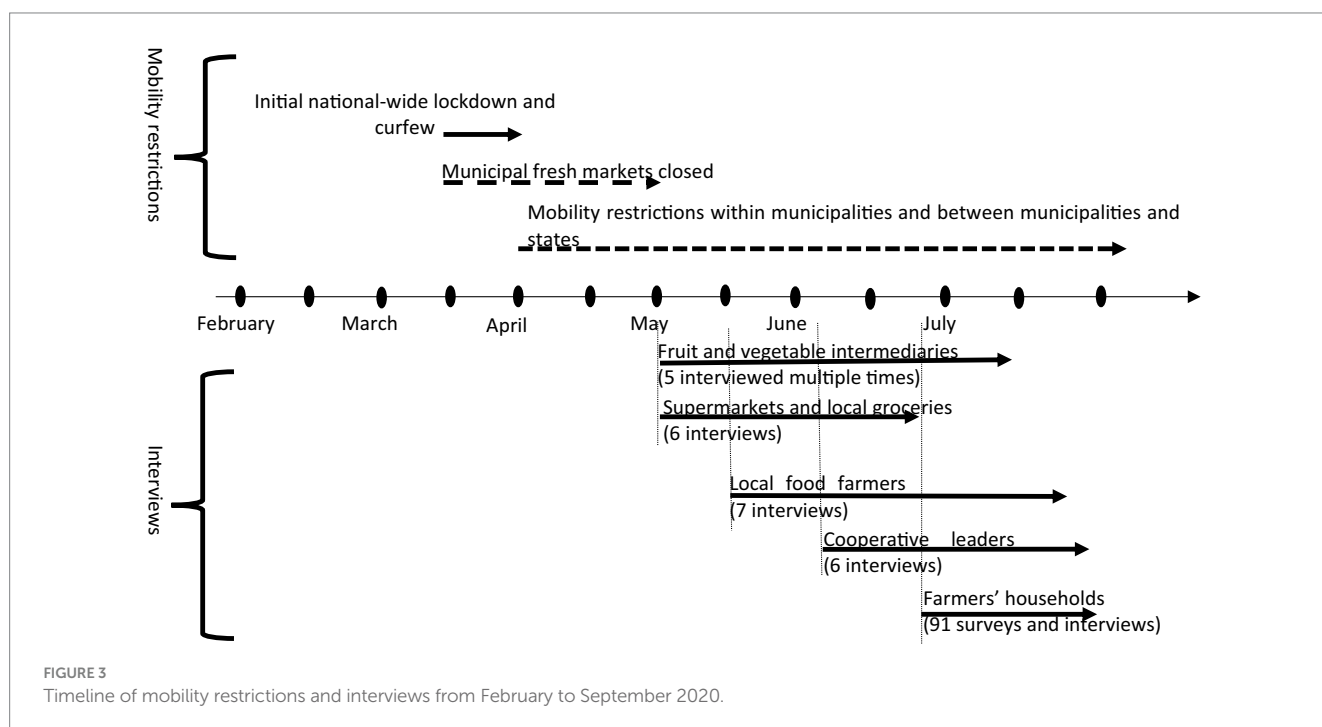 Mobility restrictions
Initial national-wide lockdown and
curfew
Municipal fresh markets closed
Mobility restrictions within municipalities and between municipalities and
states
February
March
April
May
June
July
Interviews
Fruit and vegetable intermediaries
(5 interviewed multiple times)
Supermarkets and local groceries
(6 interviews)
Local food farmers
(7 interviews)
Cooperative leaders
(6 interviews)
Farmers’ households
(91 surveys and interviews)
FIGURE 3
Timeline of mobility restrictions and interviews from February to September 2020.